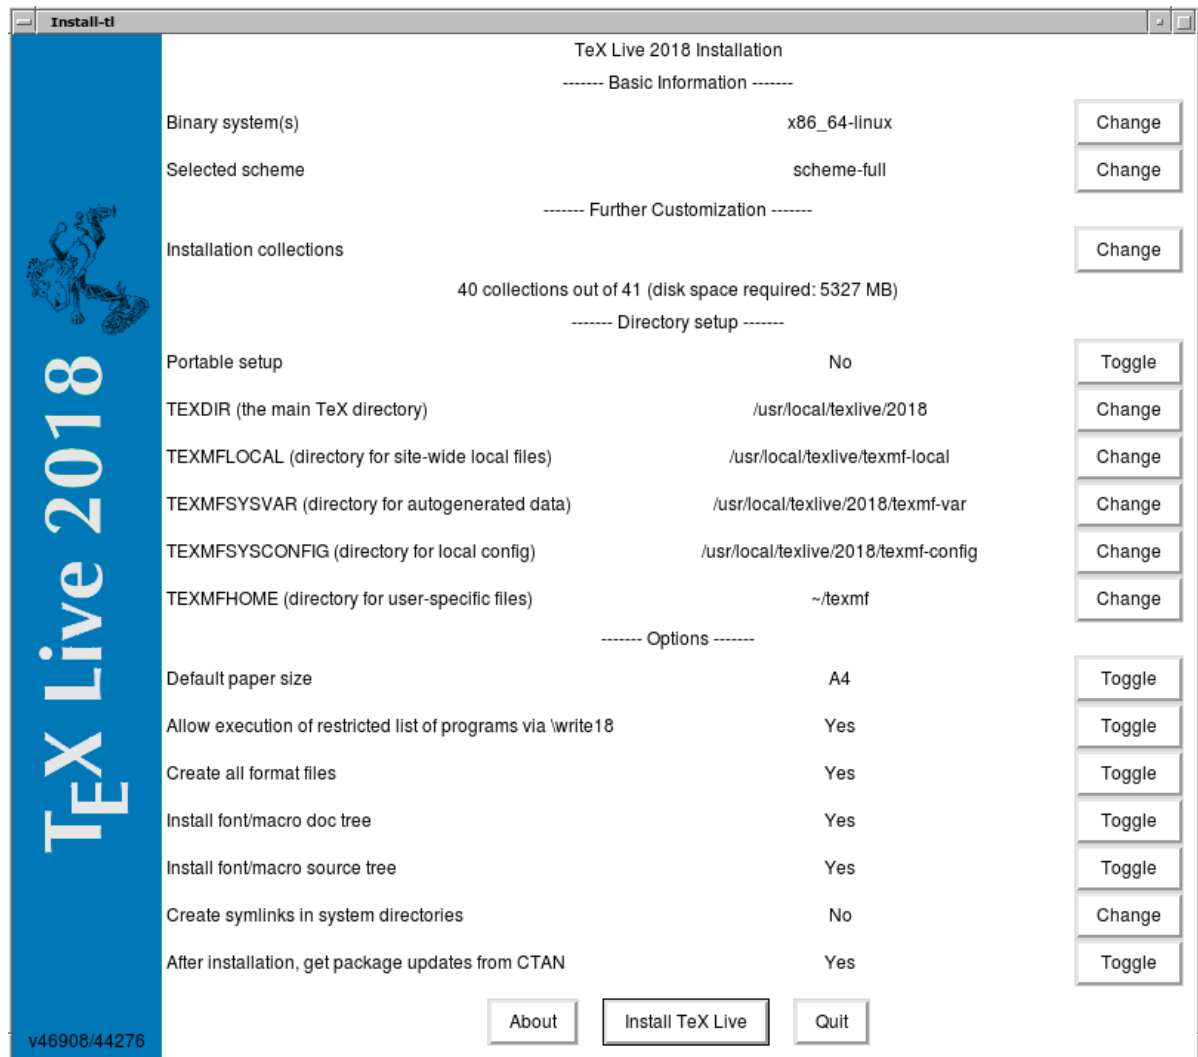 Install-tl
TeX Live 2018 Installation
------- Basic Information -------
Binary system(s) x86_64-linux Change
Selected scheme scheme-full Change
------- Further Customization -------
Installation collections Change
40 collections out of 41 (disk space required: 5327 MB)
------- Directory setup -------
Portable setup No Toggle
TEXDIR (the main TeX directory) /usr/local/texlive/2018 Change
TEXMFLOCAL (directory for site-wide local files) /usr/local/texlive/texmf-local Change
TEXMFSYSVAR (directory for autogenerated data) /usr/local/texlive/2018/texmf-var Change
TEXMFSYSCONFIG (directory for local config) /usr/local/texlive/2018/texmf-config Change
TEXMFHOME (directory for user-specific files) ~/texmf Change
------- Options -------
Default paper size A4 Toggle
Allow execution of restricted list of programs via \write18 Yes Toggle
Create all format files Yes Toggle
Install font/macro doc tree Yes Toggle
Install font/macro source tree Yes Toggle
Create symlinks in system directories No Change
After installation, get package updates from CTAN Yes Toggle
About Install TeX Live Quit
TEX Live 2018
v46908/44276